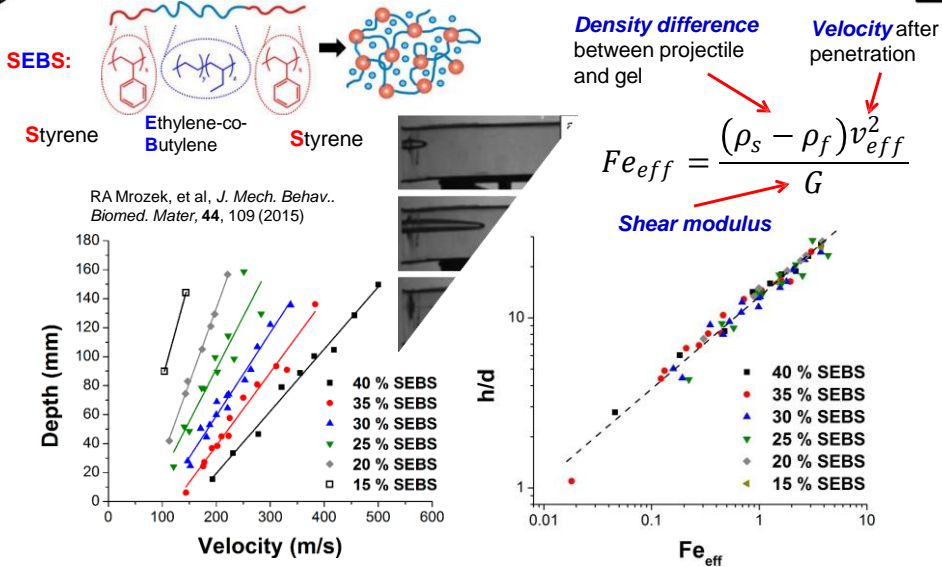 SEBS:
Styrene
Ethylene-co-
Butylene
Styrene
x
y
z
x
RA Mrozek, et al, J. Mech. Behav..
Biomed. Mater, 44, 109 (2015)
Density difference
between projectile
and gel
Velocity after
penetration
Fe_eff = (ρ_s − ρ_f)v²_eff / G
Shear modulus
Depth (mm)
180
160
140
120
100
80
60
40
20
0
40 % SEBS
35 % SEBS
30 % SEBS
25 % SEBS
20 % SEBS
15 % SEBS
0 100 200 300 400 500 600
Velocity (m/s)
h/d
10
1
40 % SEBS
35 % SEBS
30 % SEBS
25 % SEBS
20 % SEBS
15 % SEBS
0.01 0.1 1 10
Fe_eff